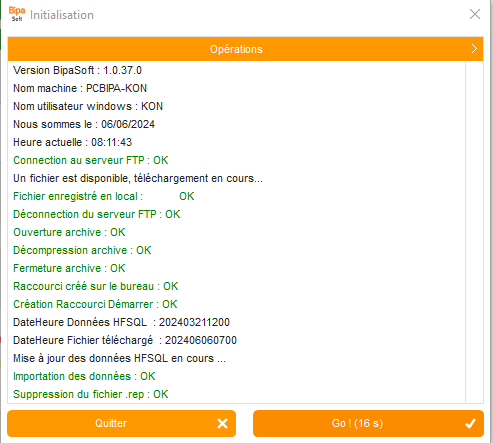 Bipa
Soft
Initialisation
Opérations
Version BipaSoft : 1.0.37.0
Nom machine : PCBIPA-KON
Nom utilisateur windows : KON
Nous sommes le : 06/06/2024
Heure actuelle : 08:11:43
Connection au serveur FTP : OK
Un fichier est disponible, téléchargement en cours...
Fichier enregistré en local : OK
Déconnection du serveur FTP : OK
Ouverture archive : OK
Décompression archive : OK
Fermeture archive : OK
Raccourci créé sur le bureau : OK
Création Raccourci Démarrer : OK
DateHeure Données HFSQL : 202403211200
DateHeure Fichier téléchargé : 202406060700
Mise à jour des données HFSQL en cours ...
Importation des données : OK
Suppression du fichier .rep : OK
Quitter
Go ! (16 s)